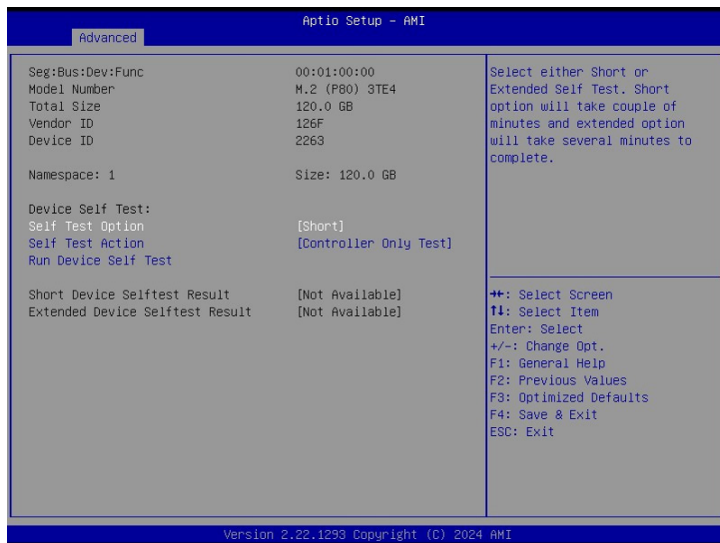 Aptio Setup - AMI
Advanced
Seg:Bus:Dev:Func 00:01:00:00
Model Number M.2 (P80) 3TE4
Total Size 120.0 GB
Vendor ID 126F
Device ID 2263
Namespace: 1 Size: 120.0 GB
Device Self Test:
Self Test Option [Short]
Self Test Action [Controller Only Test]
Run Device Self Test
Short Device Selftest Result [Not Available]
Extended Device Selftest Result [Not Available]
Select either Short or
Extended Self Test. Short
option will take couple of
minutes and extended option
will take several minutes to
complete.
→←: Select Screen
↑↓: Select Item
Enter: Select
+/-: Change Opt.
F1: General Help
F2: Previous Values
F3: Optimized Defaults
F4: Save & Exit
ESC: Exit
Version 2.22.1293 Copyright (C) 2024 AMI